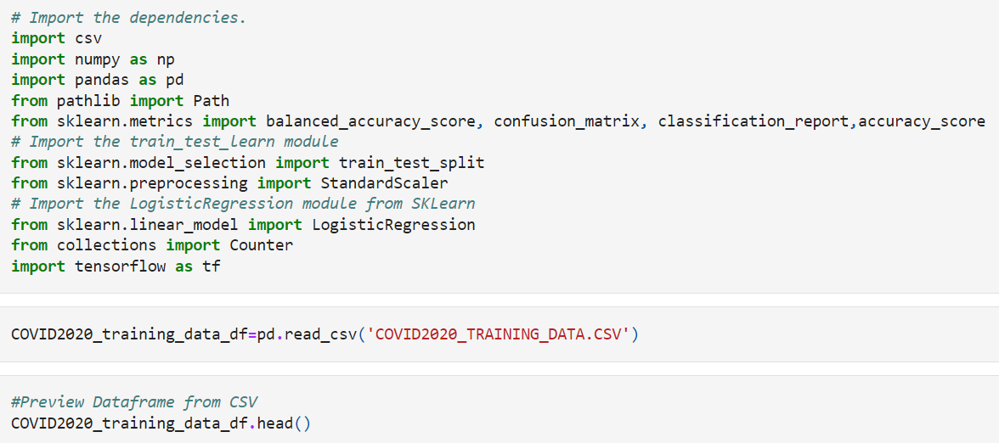 # Import the dependencies.
import csv
import numpy as np
import pandas as pd
from pathlib import Path
from sklearn.metrics import balanced_accuracy_score, confusion_matrix, classification_report,accuracy_score
# Import the train_test_learn module
from sklearn.model_selection import train_test_split
from sklearn.preprocessing import StandardScaler
# Import the LogisticRegression module from SKLearn
from sklearn.linear_model import LogisticRegression
from collections import Counter
import tensorflow as tf
COVID2020_training_data_df=pd.read_csv('COVID2020_TRAINING_DATA.CSV')
#Preview Dataframe from CSV
COVID2020_training_data_df.head()